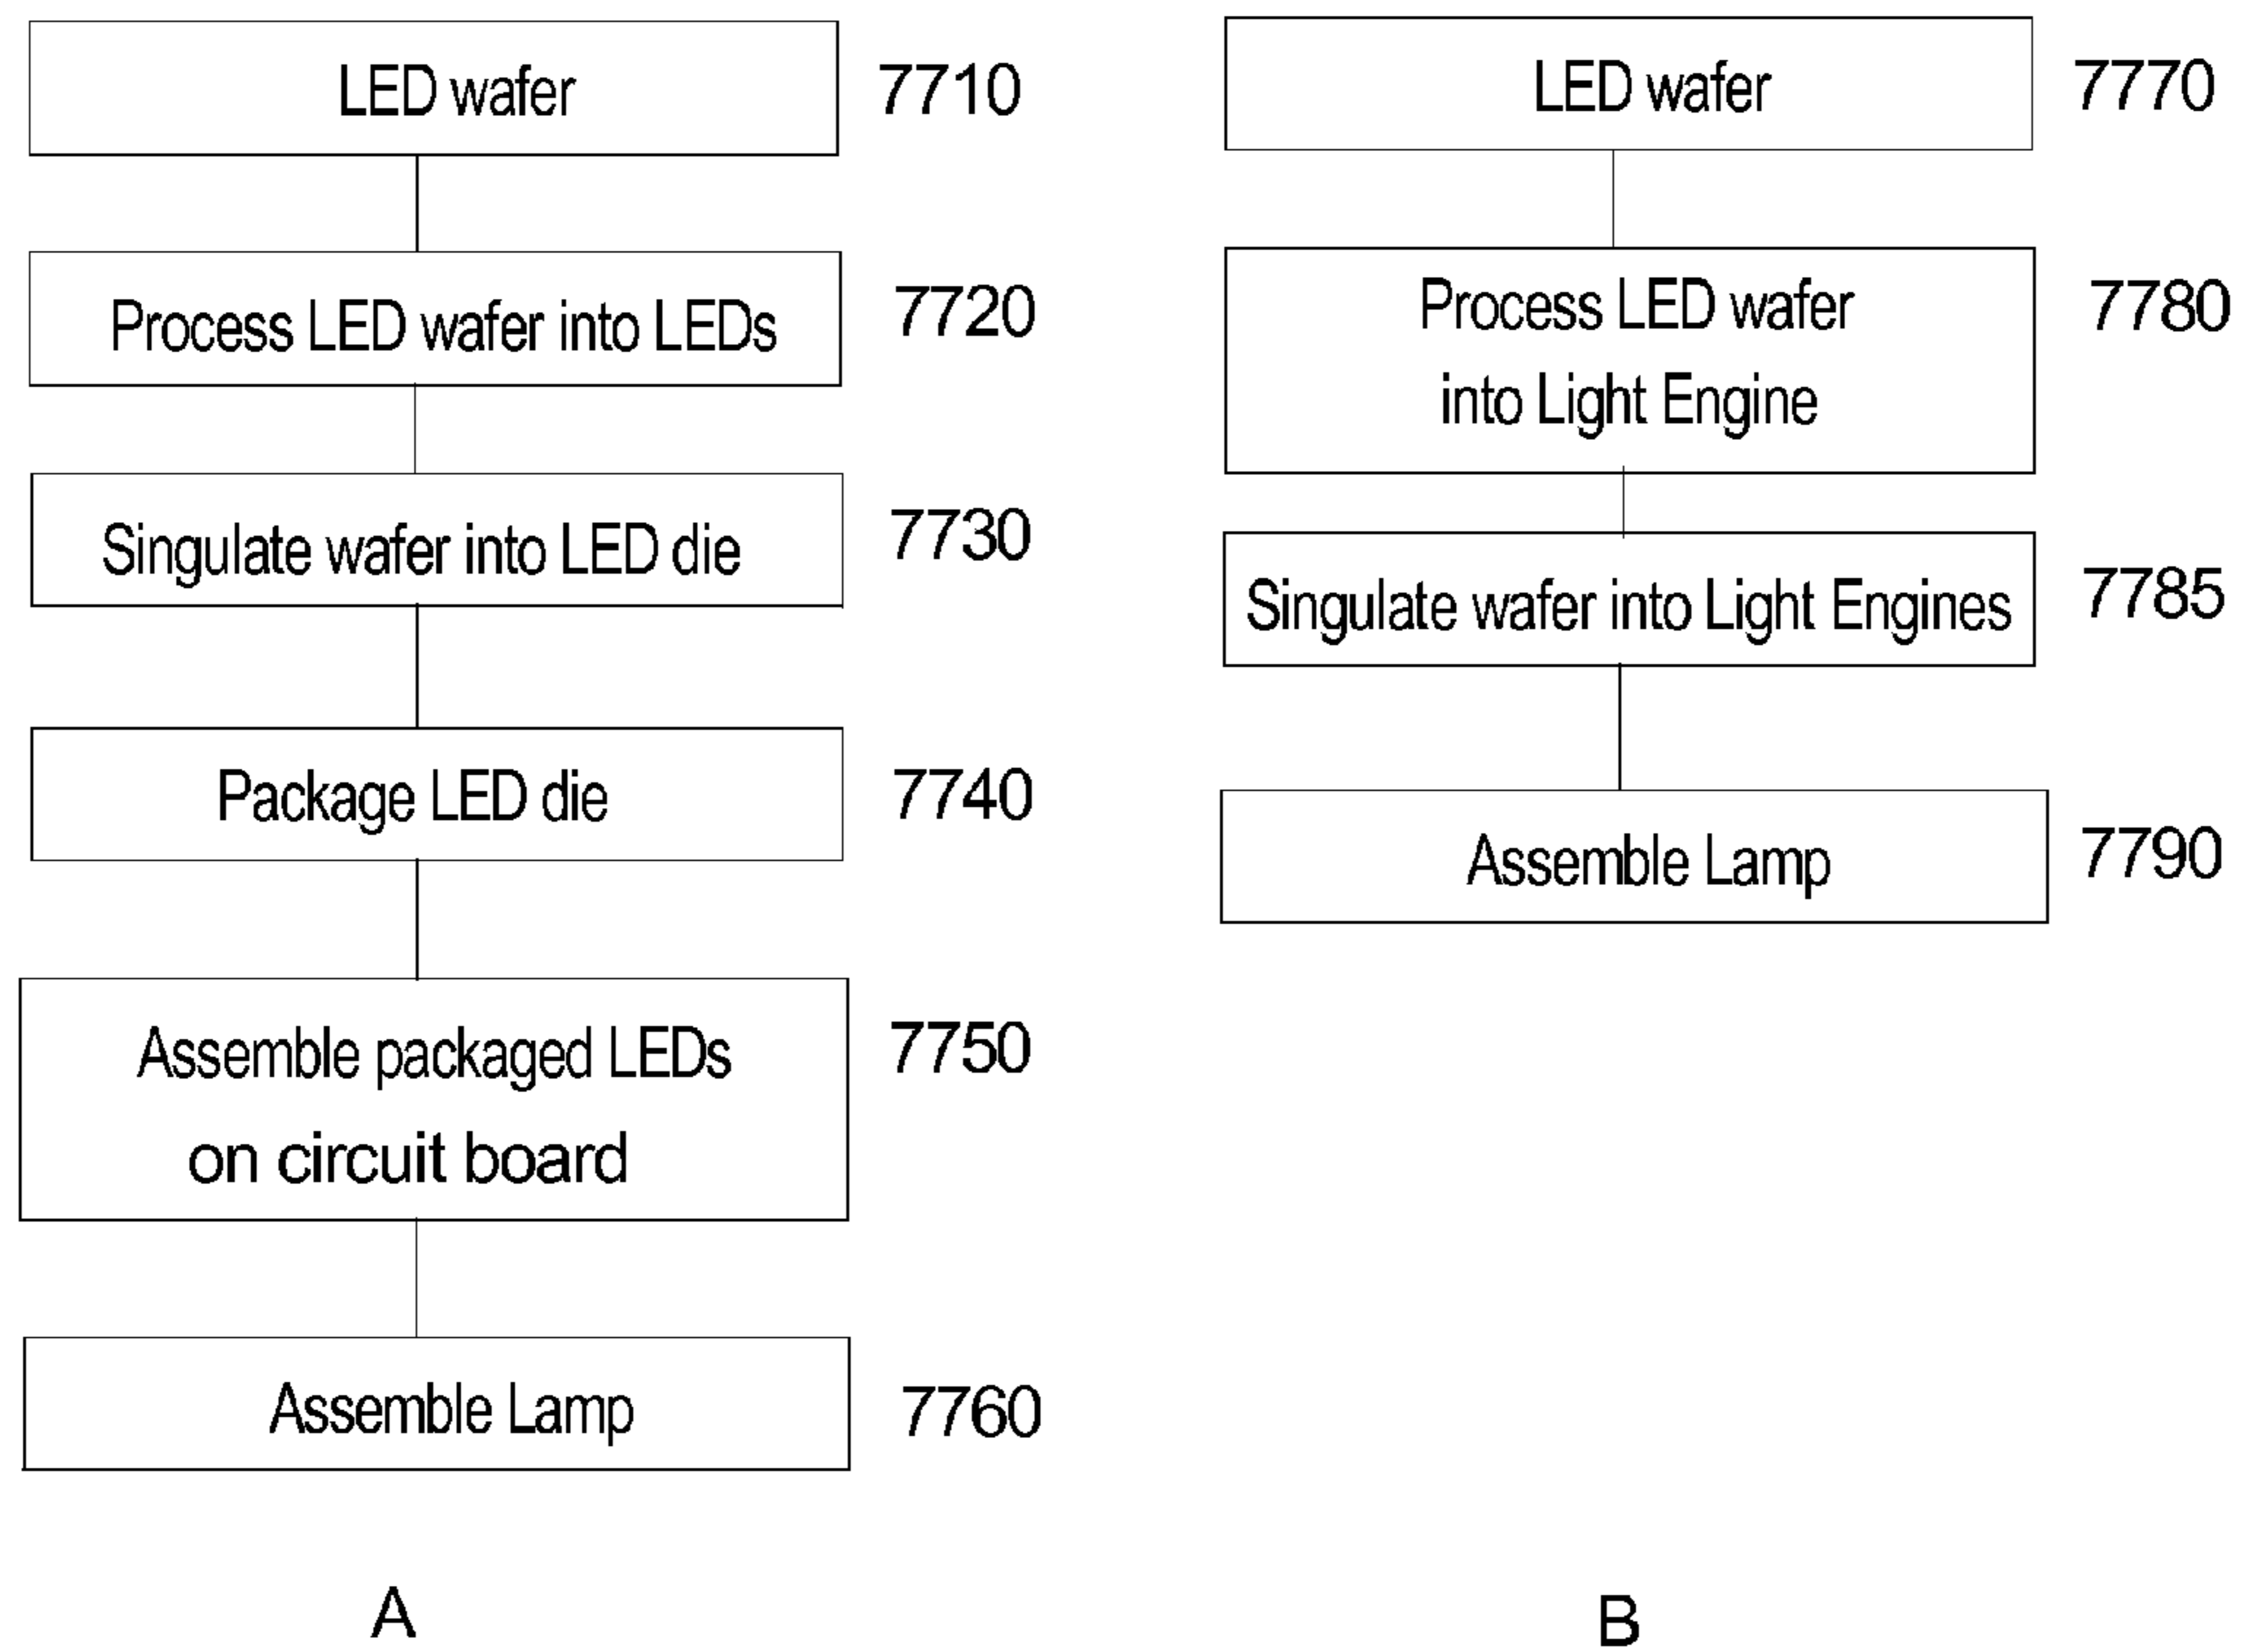 LED wafer
7710
Process LED wafer into LEDs
7720
Singulate wafer into LED die
7730
Package LED die
7740
Assemble packaged LEDs
on circuit board
7750
Assemble Lamp
7760
A
LED wafer
7770
Process LED wafer
into Light Engine
7780
Singulate wafer into Light Engines
7785
Assemble Lamp
7790
B